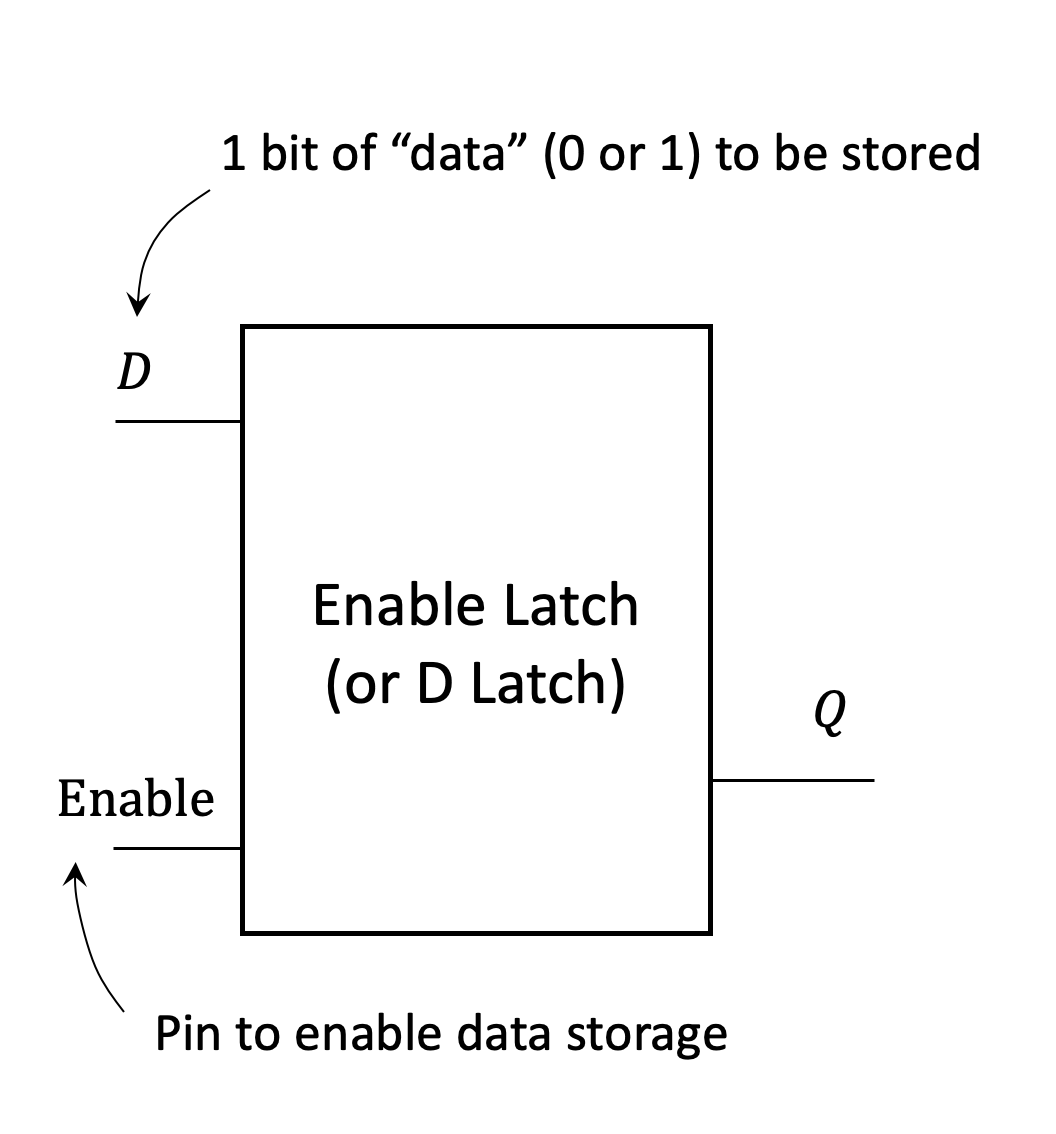 1 bit of “data” (0 or 1) to be stored
D
Enable Latch
(or D Latch)
Q
Enable
Pin to enable data storage